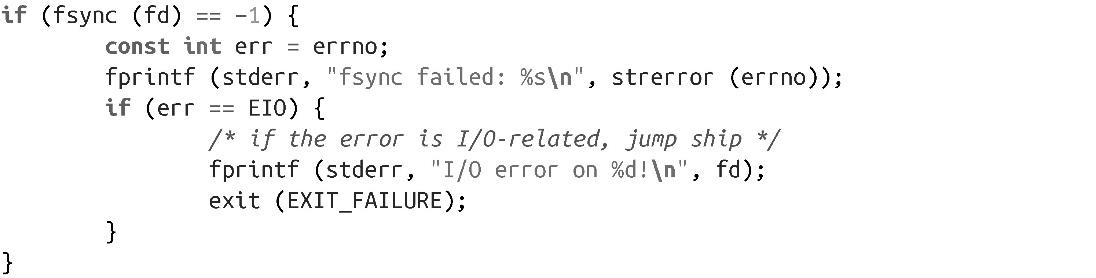 if (fsync (fd) == −1) {
        const int err = errno;
        fprintf (stderr, "fsync failed: %s\n", strerror (errno));
        if (err == EIO) {
                /* if the error is I/O-related, jump ship */
                fprintf (stderr, "I/O error on %d!\n", fd);
                exit (EXIT_FAILURE);
        }
}